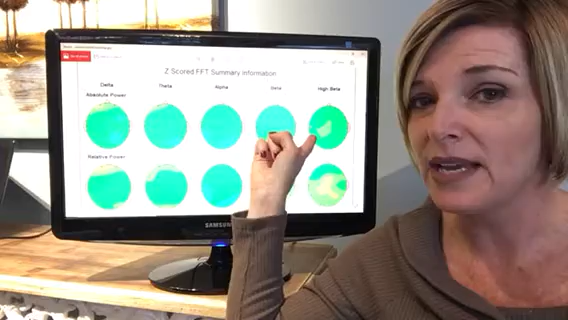 Z Scored FFT Summary Information
Delta Theta Alpha Beta High Beta
Absolute Power
Relative Power
SAMSUNG